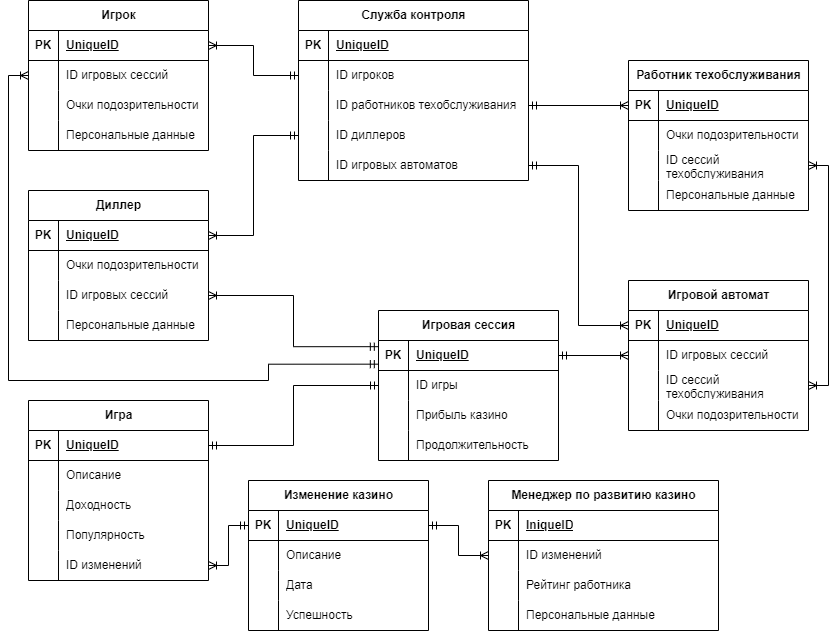 Игрок
PK UniqueID
ID игровых сессий
Очки подозрительности
Персональные данные
Служба контроля
PK UniqueID
ID игроков
ID работников техобслуживания
ID диллеров
ID игровых автоматов
Работник техобслуживания
PK UniqueID
Очки подозрительности
ID сессий
техобслуживания
Персональные данные
Диллер
PK UniqueID
Очки подозрительности
ID игровых сессий
Персональные данные
Игровая сессия
PK UniqueID
ID игры
Прибыль казино
Продолжительность
Игровой автомат
PK UniqueID
ID игровых сессий
ID сессий
техобслуживания
Очки подозрительности
Игра
PK UniqueID
Описание
Доходность
Популярность
ID изменений
Изменение казино
PK UniqueID
Описание
Дата
Успешность
Менеджер по развитию казино
PK IniqueID
ID изменений
Рейтинг работника
Персональные данные